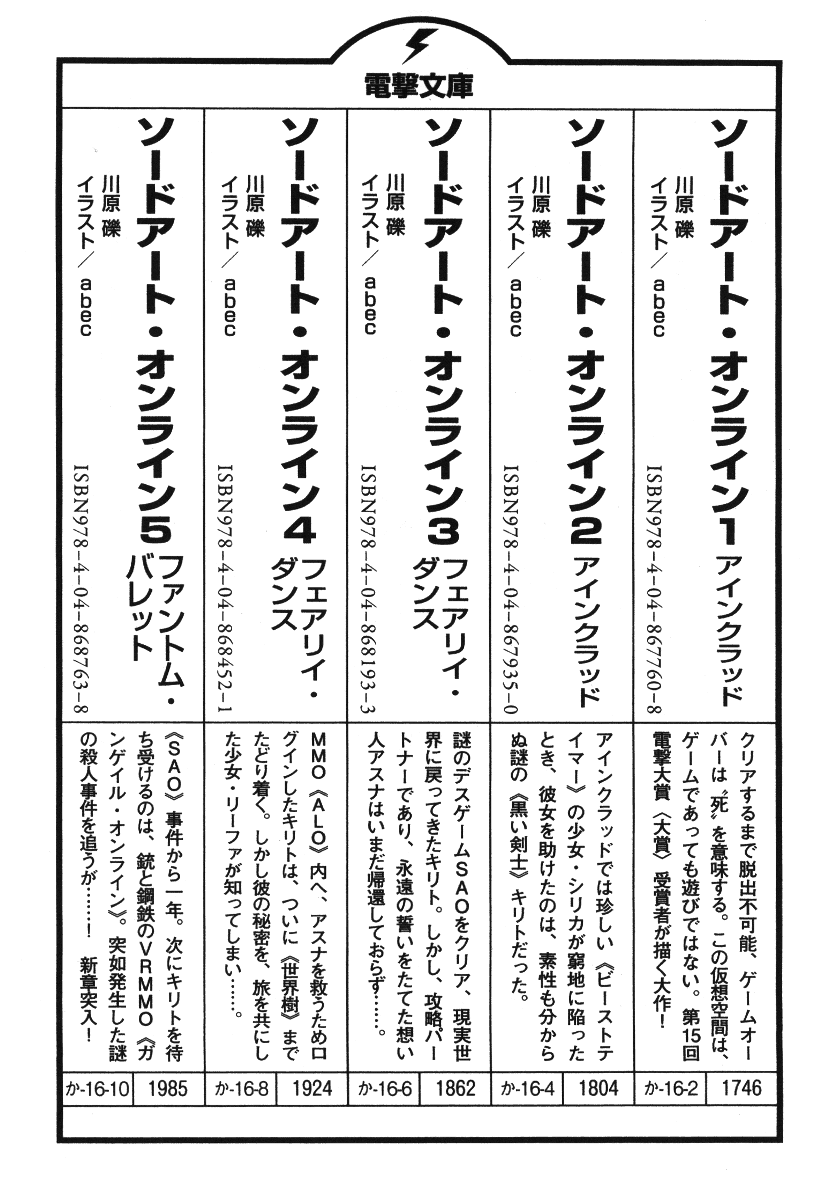 電撃文庫
ソードアート・オンライン1
アインクラッド
川原 礫
イラスト／abec
ISBN978-4-04-867760-8
クリアするまで脱出不可能、ゲームオー
バーは〝死〟を意味する。この仮想空間は、
ゲームであっても遊びではない。第15回
電撃大賞〈大賞〉受賞者が描く大作！
か-16-2
1746
ソードアート・オンライン2
アインクラッド
川原 礫
イラスト／abec
ISBN978-4-04-867935-0
アインクラッドでは珍しい《ビーストテ
イマー》の少女・シリカが窮地に陥った
とき、彼女を助けたのは、素性も分から
ぬ謎の《黒い剣士》キリトだった。
か-16-4
1804
ソードアート・オンライン3
フェアリィ・
ダンス
川原 礫
イラスト／abec
ISBN978-4-04-868193-3
謎のデスゲームSAOをクリア、現実世
界に戻ってきたキリト。しかし、攻略パー
トナーであり、永遠の誓いをたてた想い
人アスナはいまだ帰還しておらず……。
か-16-6
1862
ソードアート・オンライン4
フェアリィ・
ダンス
川原 礫
イラスト／abec
ISBN978-4-04-868452-1
MMO《ALO》内へ、アスナを救うためロ
グインしたキリトは、ついに《世界樹》まで
たどり着く。しかし彼の秘密を、旅を共にし
た少女・リーファが知ってしまい……。
か-16-8
1924
ソードアート・オンライン5
ファントム・
バレット
川原 礫
イラスト／abec
ISBN978-4-04-868763-8
《SAO》事件から一年。次にキリトを待
ち受けるのは、銃と鋼鉄のVRMMO《ガ
ンゲイル・オンライン》。突如発生した謎
の殺人事件を追うが……！　新章突入！
か-16-10
1985